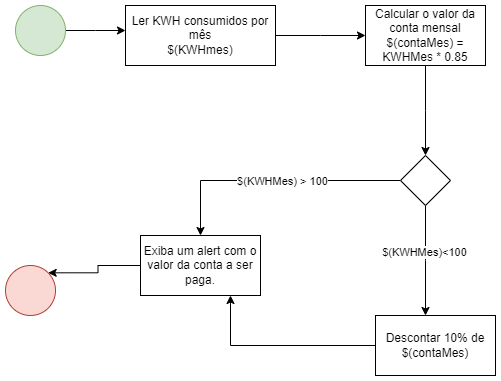 Ler KWH consumidos por
mês
$(KWHmes)
Calcular o valor da
conta mensal
$(contaMes) =
KWHMes * 0.85
$(KWHMes) > 100
$(KWHMes)<100
Exiba um alert com o
valor da conta a ser
paga.
Descontar 10% de
$(contaMes)